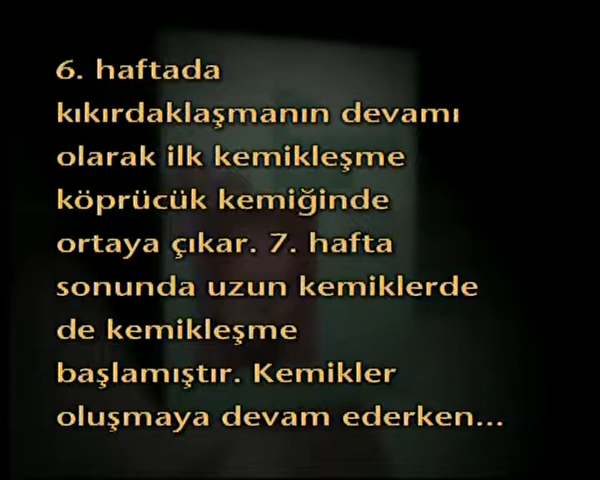 6. haftada
kıkırdaklaşmanın devamı
olarak ilk kemikleşme
köprücük kemiğinde
ortaya çıkar. 7. hafta
sonunda uzun kemiklerde
de kemikleşme
başlamıştır. Kemikler
oluşmaya devam ederken...